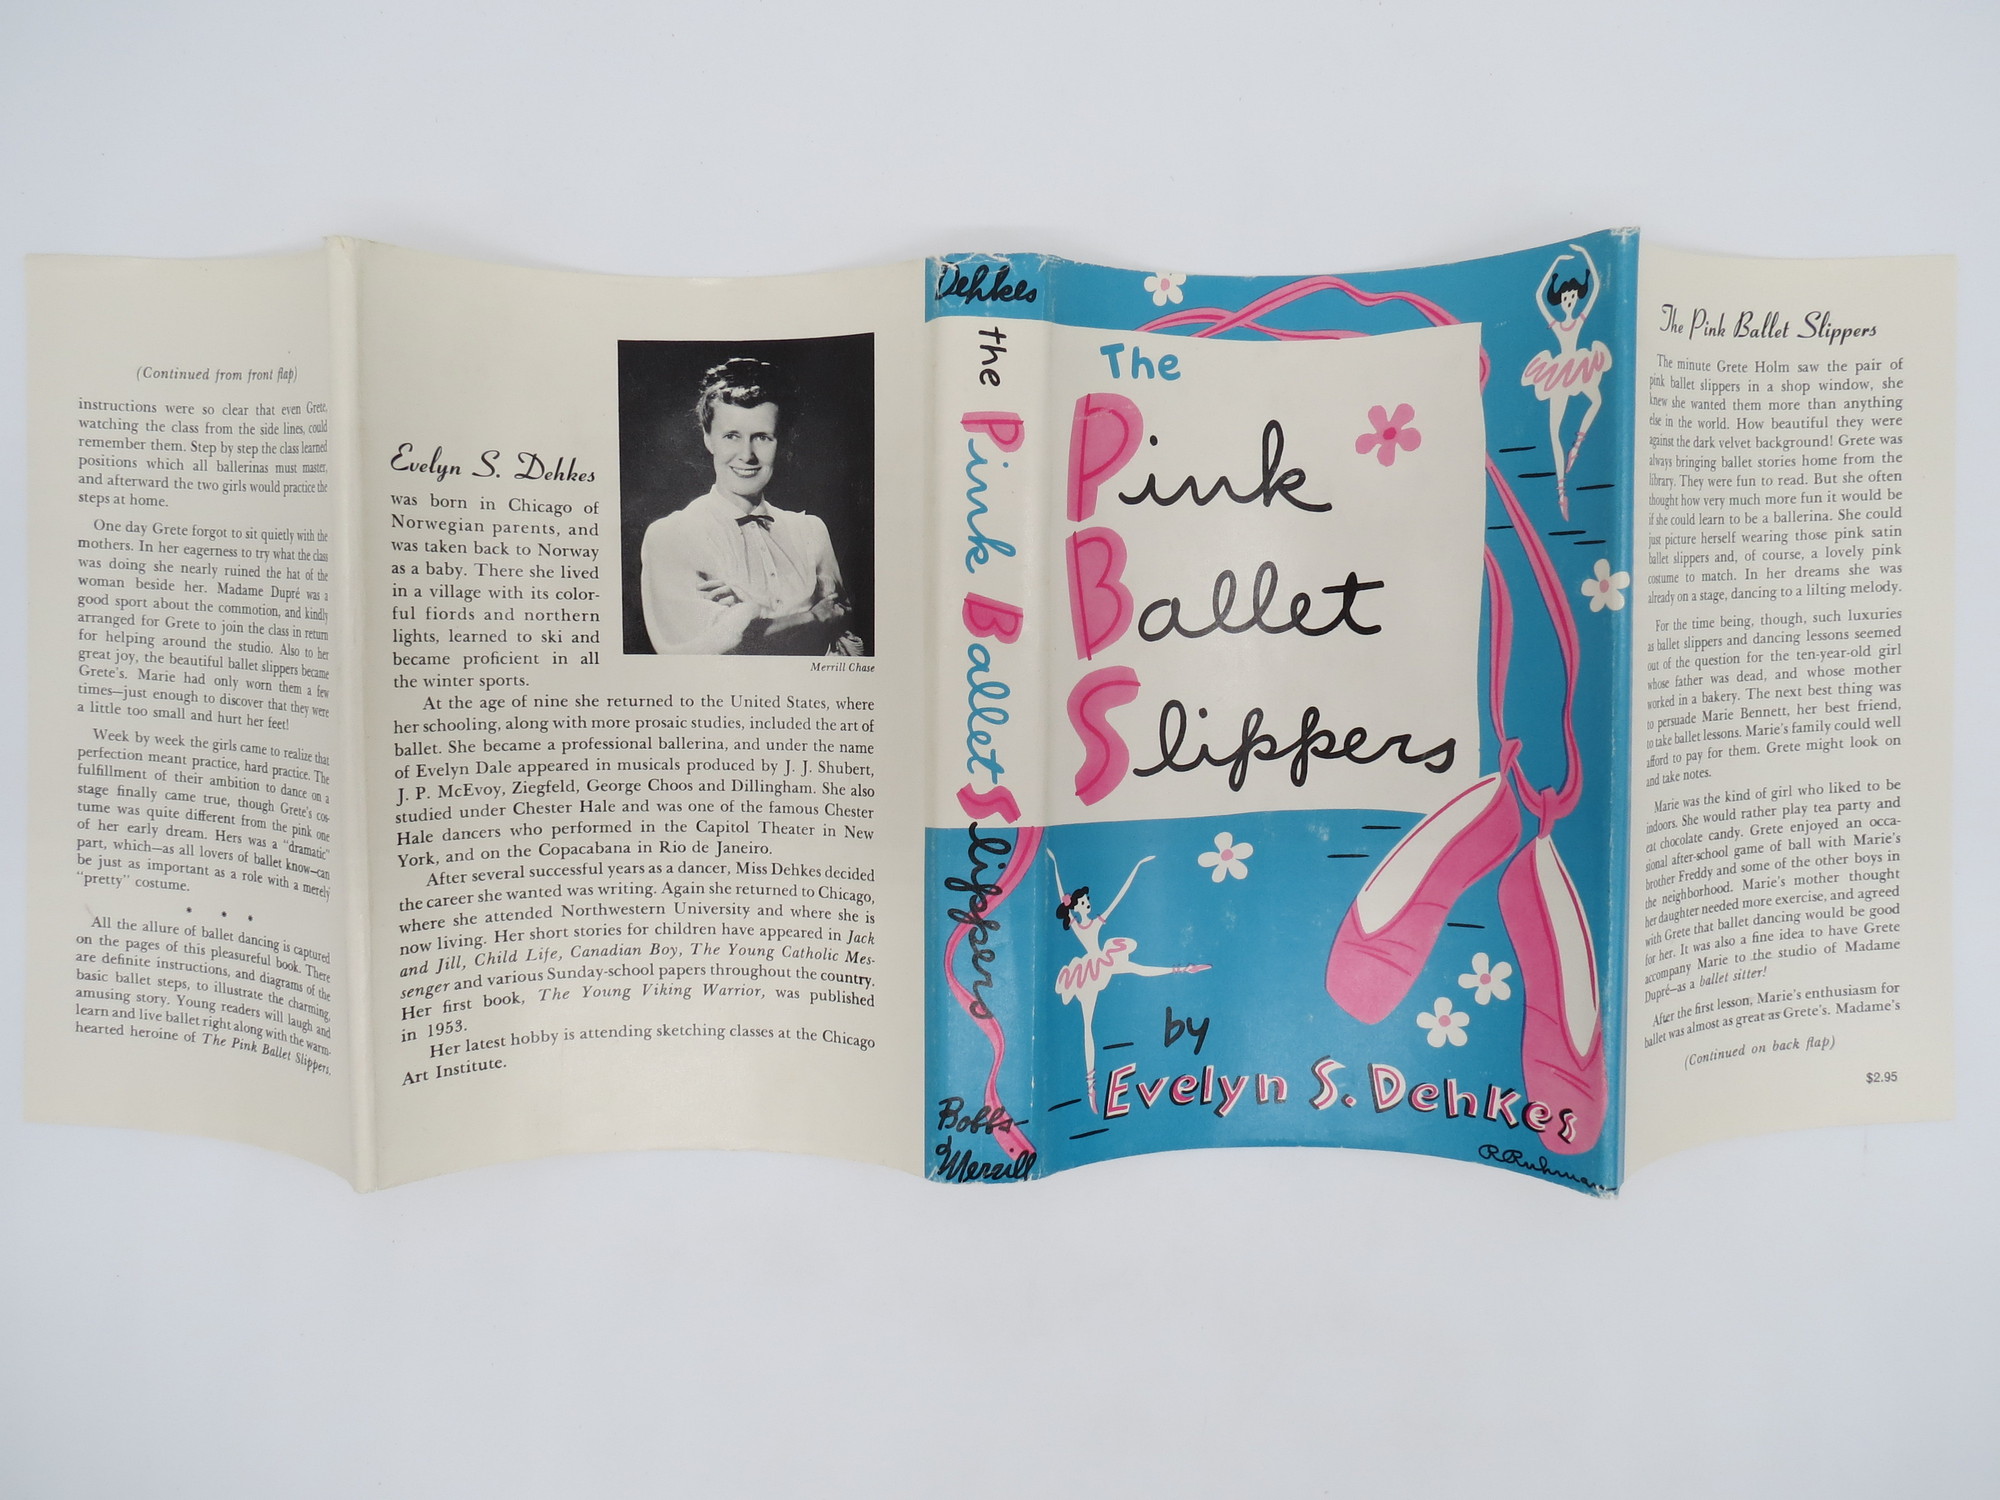 (Continued from front flap)
instructions were so clear that even Grete,
watching the class from the side lines, could
remember them. Step by step the class learned
positions which all ballerinas must master,
and afterward the two girls would practice the
steps at home.
One day Grete forgot to sit quietly with the
mothers. In her eagerness to try what the class
was doing she nearly ruined the hat of the
woman beside her. Madame Dupré was a
good sport about the commotion, and kindly
arranged for Grete to join the class in return
for helping around the studio. Also to her
great joy, the beautiful ballet slippers became
Grete's. Marie had only worn them a few
times—just enough to discover that they were
a little too small and hurt her feet!
Week by week the girls came to realize that
perfection meant practice, hard practice. The
fulfillment of their ambition to dance on a
stage finally came true, though Grete's cos-
tume was quite different from the pink one
of her early dream. Hers was a "dramatic"
part, which—as all lovers of ballet know—can
be just as important as a role with a merely
"pretty" costume.
* * *
All the allure of ballet dancing is captured
on the pages of this pleasureful book. There
are definite instructions, and diagrams of the
basic ballet steps, to illustrate the charming,
amusing story. Young readers will laugh and
learn and live ballet right along with the warm-
hearted heroine of The Pink Ballet Slippers.
Evelyn S. Dehkes
was born in Chicago of
Norwegian parents, and
was taken back to Norway
as a baby. There she lived
in a village with its color-
ful fiords and northern
lights, learned to ski and
became proficient in all
the winter sports.
Merrill Chase
At the age of nine she returned to the United States, where
her schooling, along with more prosaic studies, included the art of
ballet. She became a professional ballerina, and under the name
of Evelyn Dale appeared in musicals produced by J. J. Shubert,
J. P. McEvoy, Ziegfeld, George Choos and Dillingham. She also
studied under Chester Hale and was one of the famous Chester
Hale dancers who performed in the Capitol Theater in New
York, and on the Copacabana in Rio de Janeiro.
After several successful years as a dancer, Miss Dehkes decided
the career she wanted was writing. Again she returned to Chicago,
where she attended Northwestern University and where she is
now living. Her short stories for children have appeared in Jack
and Jill, Child Life, Canadian Boy, The Young Catholic Mes-
senger and various Sunday-school papers throughout the country.
Her first book, The Young Viking Warrior, was published
in 1953.
Her latest hobby is attending sketching classes at the Chicago
Art Institute.
Dehkes
the Pink Ballet Slippers
Bobbs-
Merrill
The
Pink
Ballet
Slippers
by
Evelyn S. Dehkes
R Ruhman
The Pink Ballet Slippers
The minute Grete Holm saw the pair of
pink ballet slippers in a shop window, she
knew she wanted them more than anything
else in the world. How beautiful they were
against the dark velvet background! Grete was
always bringing ballet stories home from the
library. They were fun to read. But she often
thought how very much more fun it would be
if she could learn to be a ballerina. She could
just picture herself wearing those pink satin
ballet slippers and, of course, a lovely pink
costume to match. In her dreams she was
already on a stage, dancing to a lilting melody.
For the time being, though, such luxuries
as ballet slippers and dancing lessons seemed
out of the question for the ten-year-old girl
whose father was dead, and whose mother
worked in a bakery. The next best thing was
to persuade Marie Bennett, her best friend,
to take ballet lessons. Marie's family could well
afford to pay for them. Grete might look on
and take notes.
Marie was the kind of girl who liked to be
indoors. She would rather play tea party and
eat chocolate candy. Grete enjoyed an occa-
sional after-school game of ball with Marie's
brother Freddy and some of the other boys in
the neighborhood. Marie's mother thought
her daughter needed more exercise, and agreed
with Grete that ballet dancing would be good
for her. It was also a fine idea to have Grete
accompany Marie to the studio of Madame
Dupré—as a ballet sitter!
After the first lesson, Marie's enthusiasm for
ballet was almost as great as Grete's. Madame's
(Continued on back flap)
$2.95